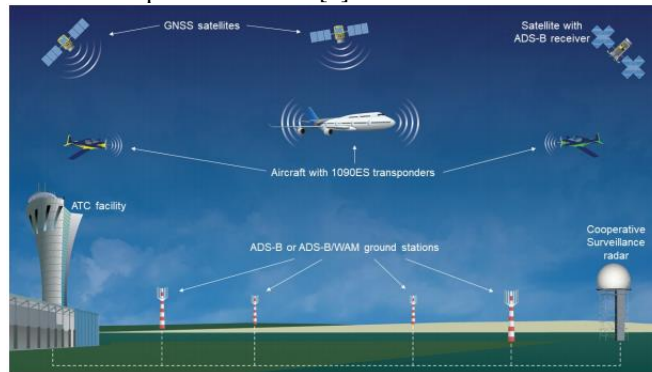 GNSS satellites
Satellite with
ADS-B receiver
Aircraft with 1090ES transponders
ATC facility
ADS-B or ADS-B/WAM ground stations
Cooperative
Surveillance
radar